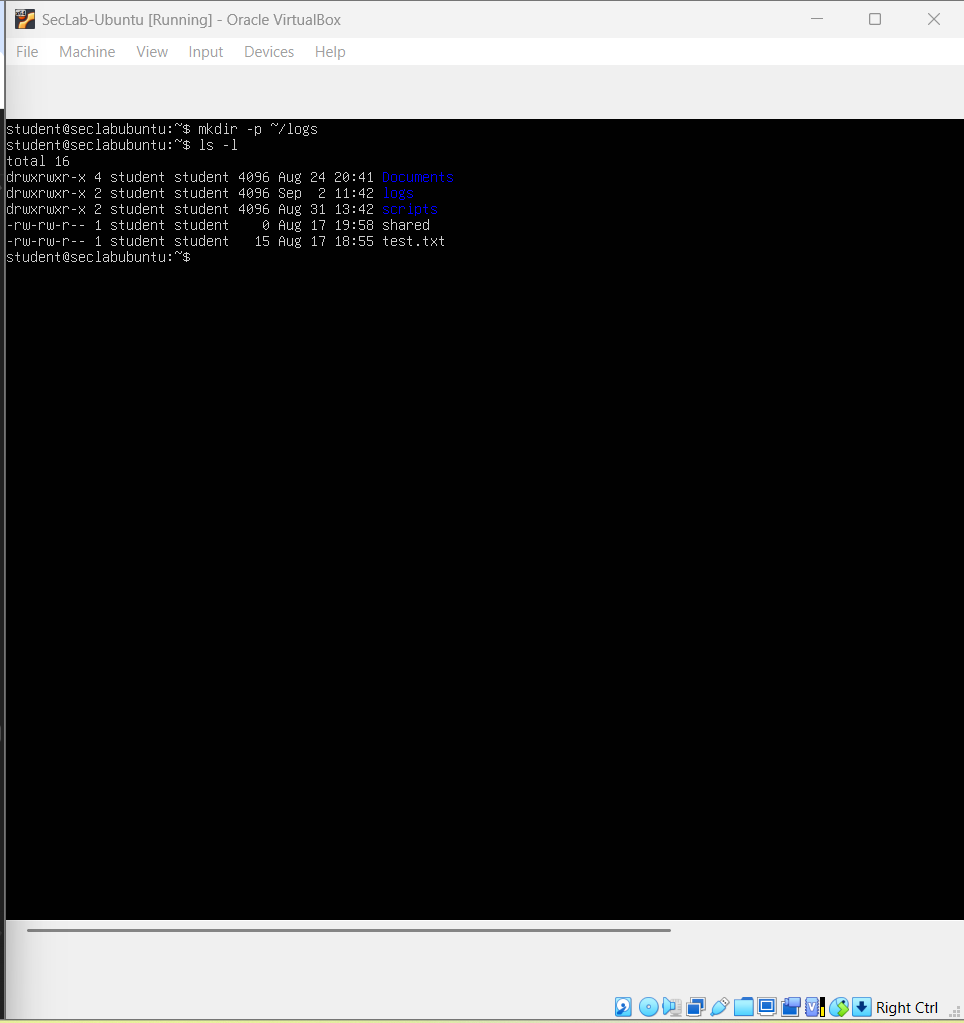 SecLab-Ubuntu [Running] - Oracle VirtualBox
File Machine View Input Devices Help
student@seclabubuntu:~$ mkdir -p ~/logs
student@seclabubuntu:~$ ls -l
total 16
drwxrwxr-x 4 student student 4096 Aug 24 20:41 Documents
drwxrwxr-x 2 student student 4096 Sep  2 11:42 logs
drwxrwxr-x 2 student student 4096 Aug 31 13:42 scripts
-rw-rw-r-- 1 student student    0 Aug 17 19:58 shared
-rw-rw-r-- 1 student student   15 Aug 17 18:55 test.txt
student@seclabubuntu:~$
Right Ctrl